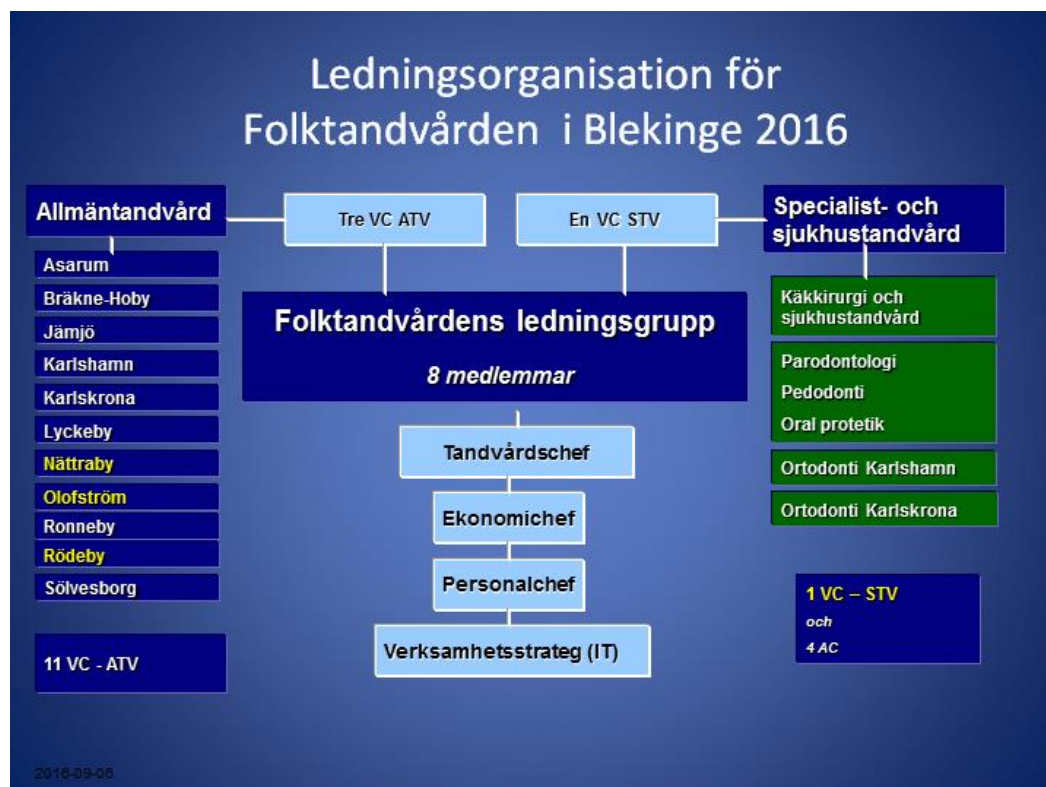 Ledningsorganisation för
Folktandvården i Blekinge 2016
Allmäntandvård
Tre VC ATV
En VC STV
Specialist- och
sjukhustandvård
Asarum
Bräkne-Hoby
Jämjö
Karlshamn
Karlskrona
Lyckeby
Nättraby
Olofström
Ronneby
Rödeby
Sölvesborg
11 VC - ATV
Folktandvårdens ledningsgrupp
8 medlemmar
Tandvårdschef
Ekonomichef
Personalchef
Verksamhetsstrateg (IT)
Käkkirurgi och
sjukhustandvård
Parodontologi
Pedodonti
Oral protetik
Ortodonti Karlshamn
Ortodonti Karlskrona
1 VC – STV
och
4 AC
2016-09-06